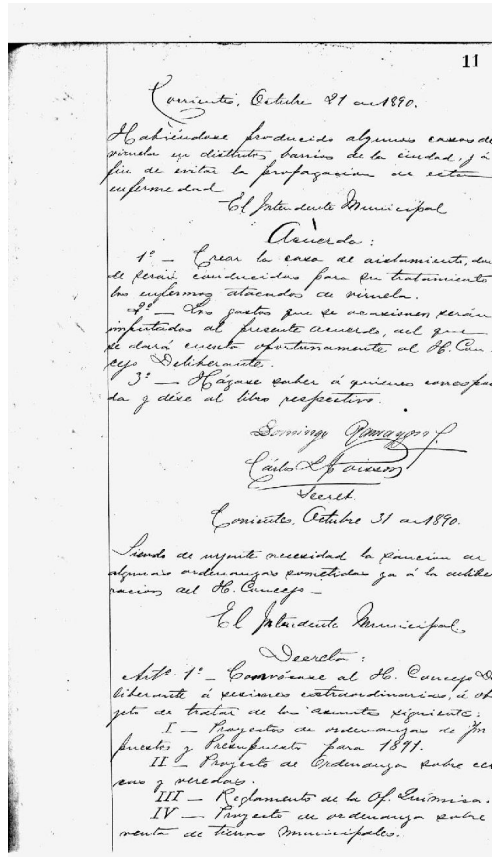 11
Corrientes, Octubre 21 de 1890.
Habiéndose producido algunos casos de
viruela en distintos barrios de la ciudad, y á
fin de evitar la propagacion de esta
enfermedad
El Intendente Municipal
Acuerda:
1º — Crear la casa de aislamiento, don
de serán conducidos para su tratamiento
los enfermos atacados de viruela.
2º — Los gastos que se ocasionen serán
imputados al presente acuerdo, del que
se dará cuenta oportunamente al H. Con-
cejo Deliberante.
3º — Hágase saber á quienes correspon
da y dése al libro respectivo.
Domingo
Cárlos
Secret.
Corrientes, Octubre 31 de 1890.
Siendo de urgente necesidad la sancion de
algunas ordenanzas sometidas ya á la delibe
racion del H. Concejo —
El Intendente Municipal
Decreta:
Artº 1º — Convócase al H. Concejo De
liberante á sesiones extraordinarias, á ob
jeto de tratar de los asuntos siguiente:
I — Proyectos de ordenanzas de Im
puestos y Presupuesto para 1891.
II — Proyecto de Ordenanza sobre cer
cos y veredas.
III — Reglamento de la Of. Química.
IV — Proyecto de ordenanza sobre
venta de tierras municipales.